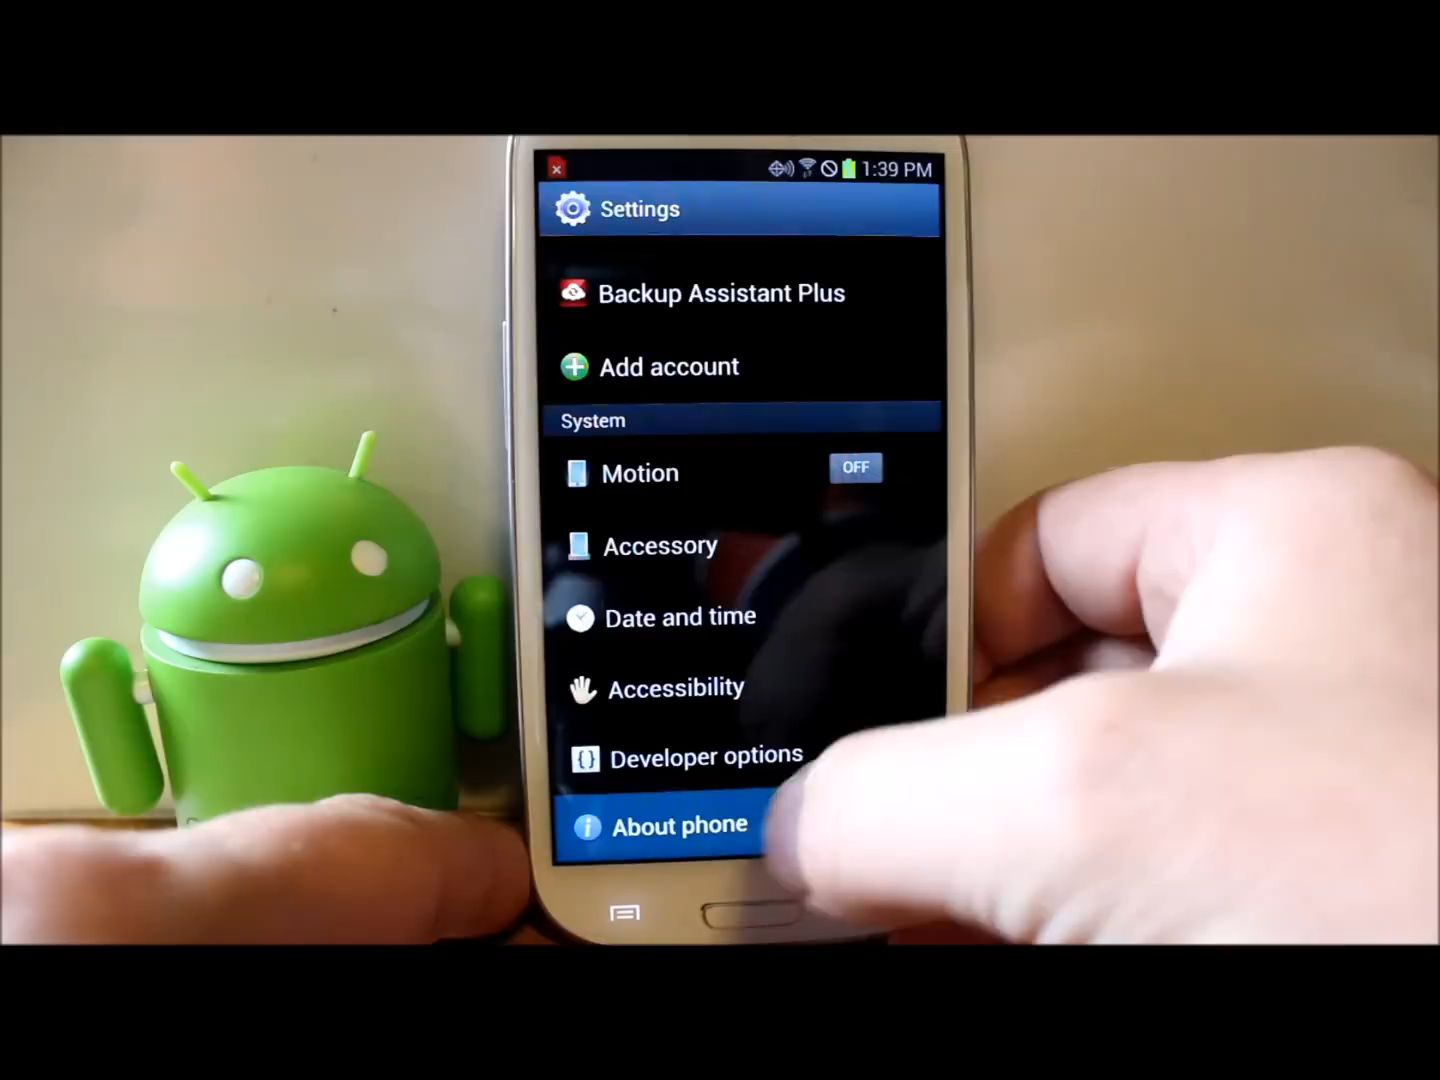 1:39 PM
Settings
Backup Assistant Plus
Add account
System
Motion
OFF
Accessory
Date and time
Accessibility
Developer options
About phone